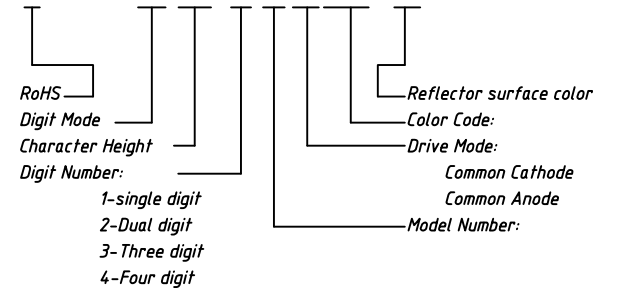 RoHS
Digit Mode
Character Height
Digit Number:
1-single digit
2-Dual digit
3-Three digit
4-Four digit
Reflector surface color
Color Code:
Drive Mode:
Common Cathode
Common Anode
Model Number: